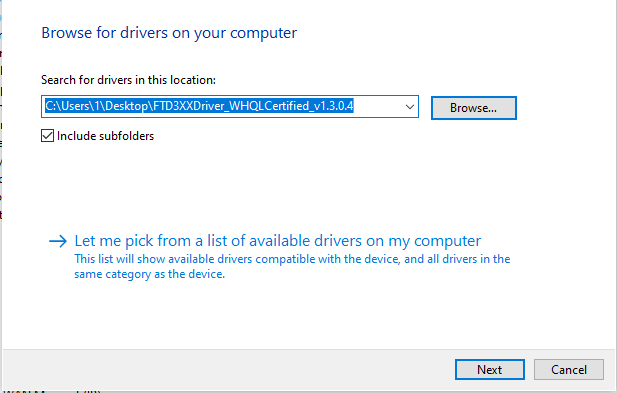 Browse for drivers on your computer
Search for drivers in this location:
C:\Users\1\Desktop\FTD3XXDriver_WHQLCertified_v1.3.0.4
Browse...
Include subfolders
Let me pick from a list of available drivers on my computer
This list will show available drivers compatible with the device, and all drivers in the
same category as the device.
Next
Cancel